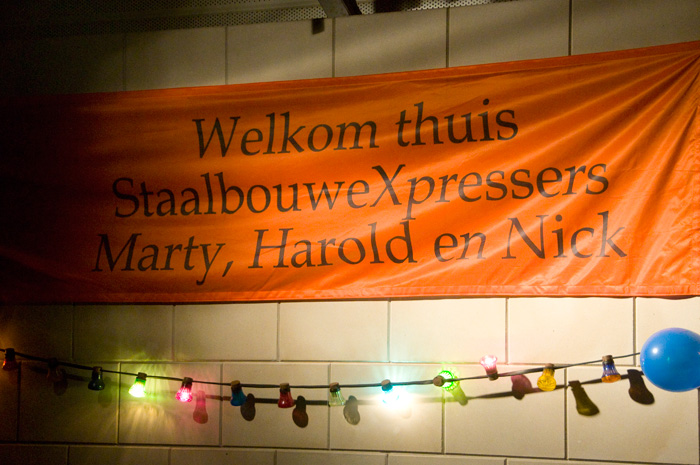 Welkom thuis
StaalbouweXpressers
Marty, Harold en Nick